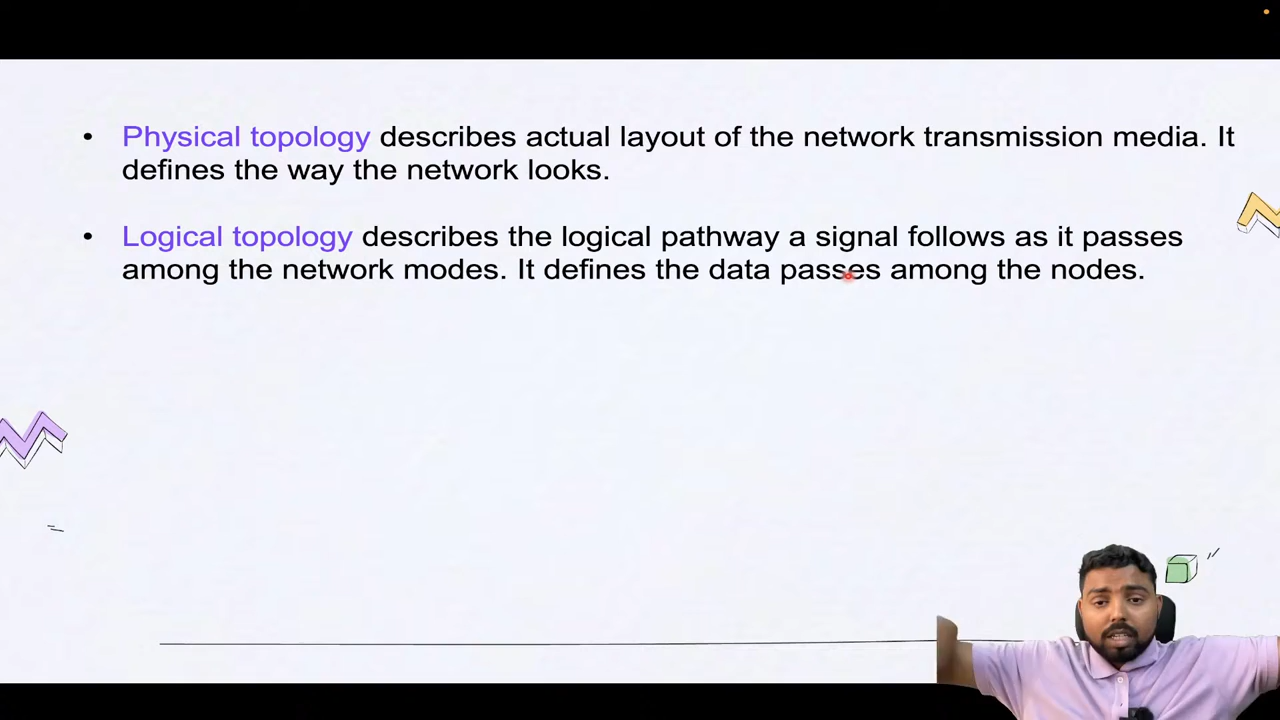 • Physical topology describes actual layout of the network transmission media. It
defines the way the network looks.
• Logical topology describes the logical pathway a signal follows as it passes
among the network modes. It defines the data passes among the nodes.